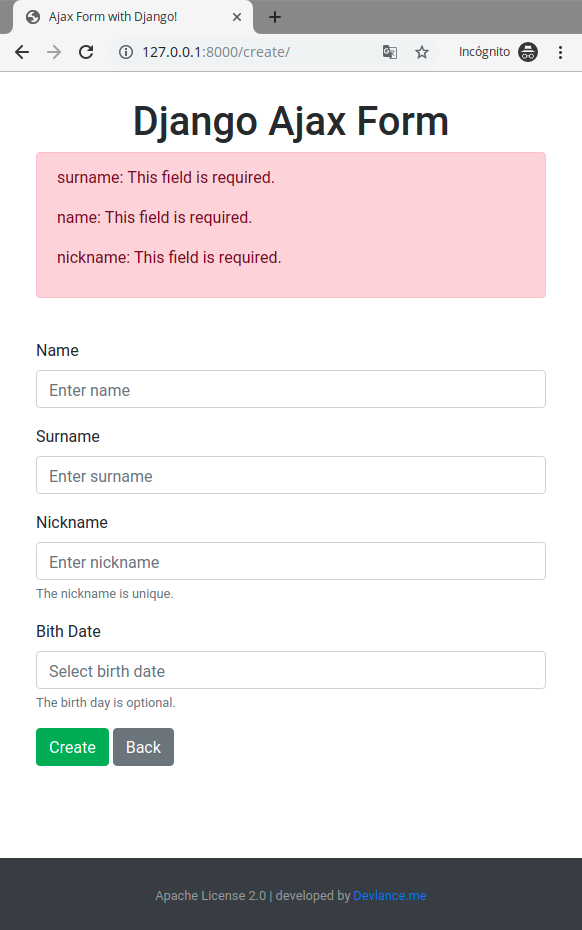 Ajax Form with Django!
127.0.0.1:8000/create/
Incógnito
Django Ajax Form
surname: This field is required.
name: This field is required.
nickname: This field is required.
Name
Enter name
Surname
Enter surname
Nickname
Enter nickname
The nickname is unique.
Bith Date
Select birth date
The birth day is optional.
Create Back
Apache License 2.0 | developed by Devlance.me